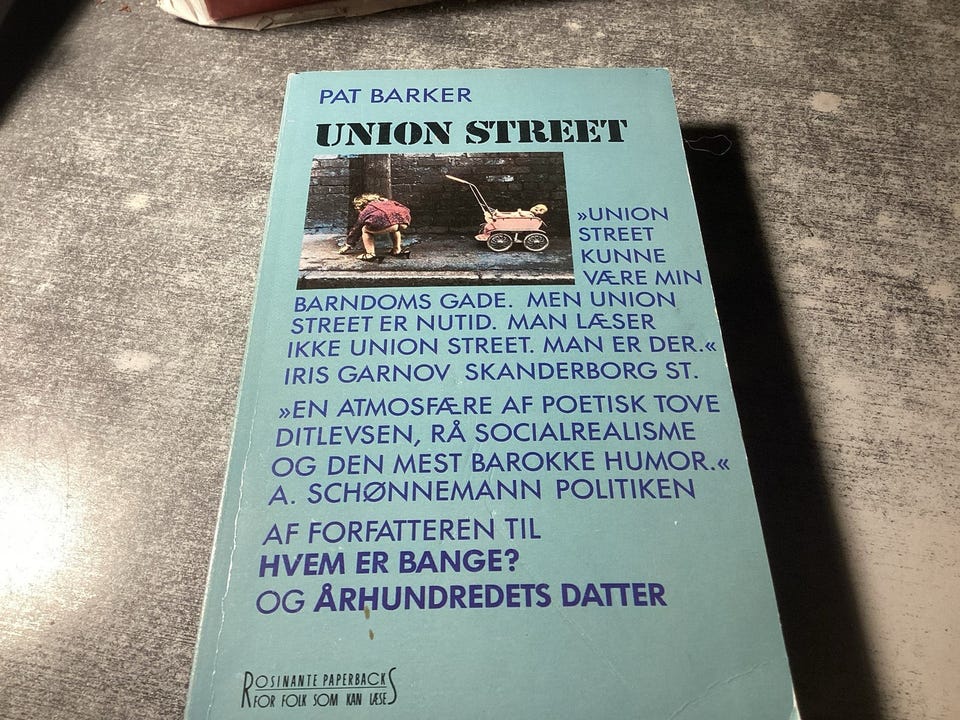 PAT BARKER
UNION STREET
»UNION
STREET
KUNNE
VÆRE MIN
BARNDOMS GADE. MEN UNION
STREET ER NUTID. MAN LÆSER
IKKE UNION STREET. MAN ER DER.«
IRIS GARNOV SKANDERBORG ST.
»EN ATMOSFÆRE AF POETISK TOVE
DITLEVSEN, RÅ SOCIALREALISME
OG DEN MEST BAROKKE HUMOR.«
A. SCHØNNEMANN POLITIKEN
AF FORFATTEREN TIL
HVEM ER BANGE?
OG ÅRHUNDREDETS DATTER
ROSINANTE PAPERBACKS
FOR FOLK SOM KAN LÆSE